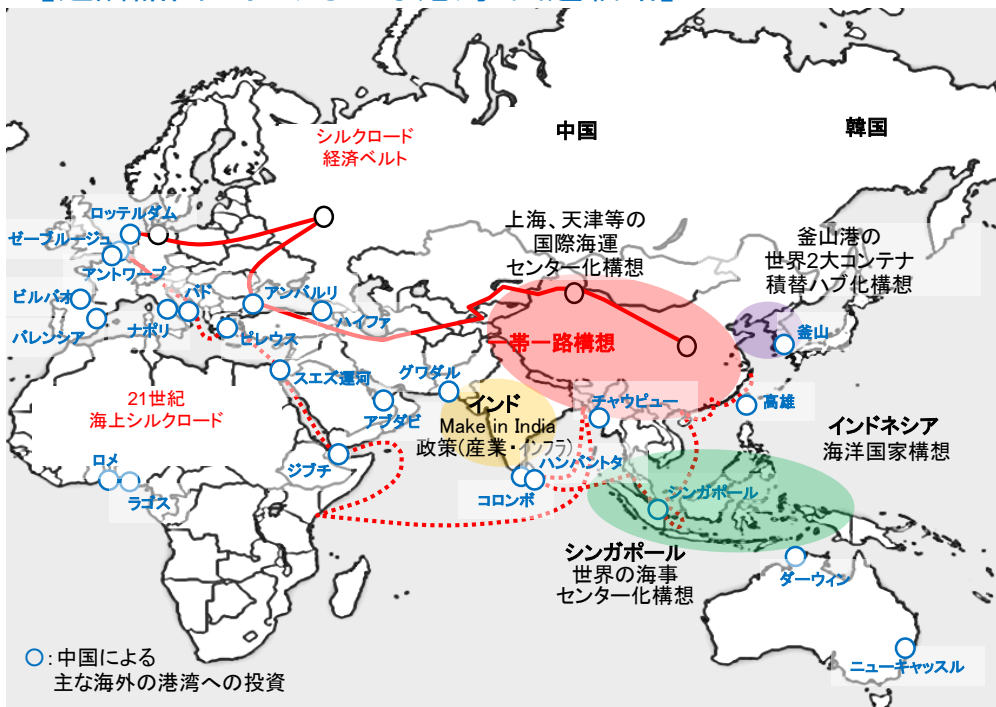 中国
韓国
シルクロード
経済ベルト
上海、天津等の
国際海運
センター化構想
釜山港の
世界2大コンテナ
積替ハブ化構想
ロッテルダム
ゼーブルージュ
アントワープ
ビルバオ
バレンシア
ナポリ
バド
アンバルリ
ハイファ
ピレウス
一帯一路構想
釜山
スエズ運河
グワダル
アブダビ
インド
Make in India
政策(産業・インフラ)
チャウピュー
高雄
21世紀
海上シルクロード
インドネシア
海洋国家構想
ロメ
ラゴス
ジブチ
ハンバントタ
コロンボ
シンガポール
シンガポール
世界の海事
センター化構想
ダーウィン
ニューキャッスル
○:中国による
主な海外の港湾への投資